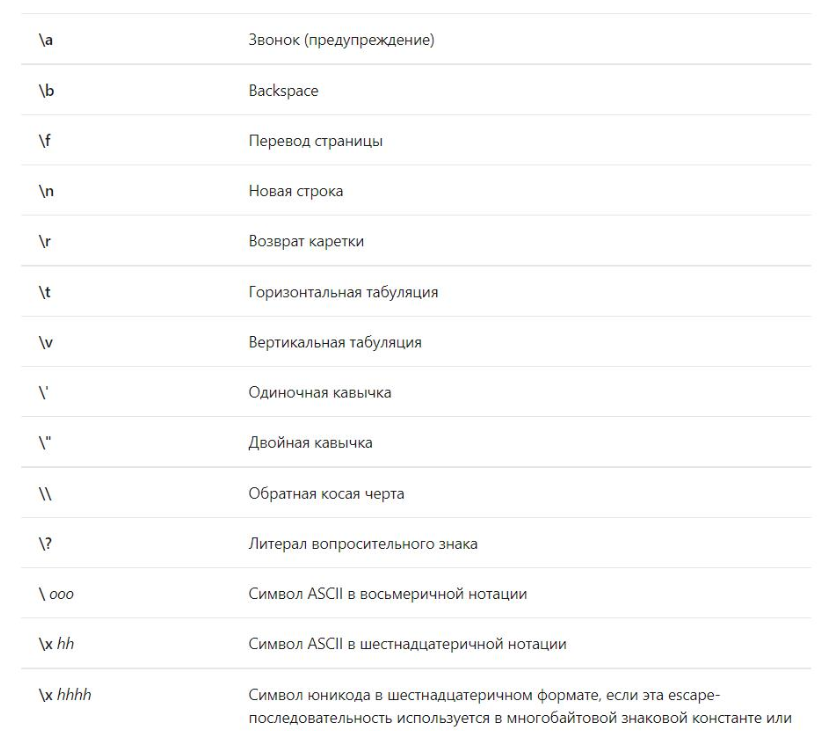 \a Звонок (предупреждение)
\b Backspace
\f Перевод страницы
\n Новая строка
\r Возврат каретки
\t Горизонтальная табуляция
\v Вертикальная табуляция
\' Одиночная кавычка
\" Двойная кавычка
\\ Обратная косая черта
\? Литерал вопросительного знака
\ ooo Символ ASCII в восьмеричной нотации
\x hh Символ ASCII в шестнадцатеричной нотации
\x hhhh Символ юникода в шестнадцатеричном формате, если эта escape-
последовательность используется в многобайтовой знаковой константе или